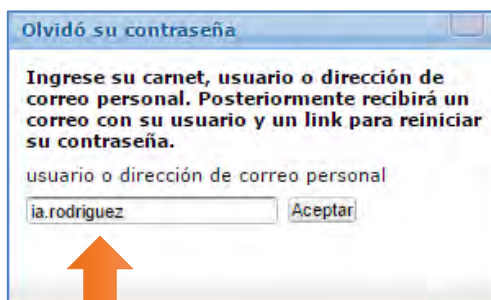 Olvidó su contraseña
Ingrese su carnet, usuario o dirección de
correo personal. Posteriormente recibirá un
correo con su usuario y un link para reiniciar
su contraseña.
usuario o dirección de correo personal
ia.rodriguez Aceptar